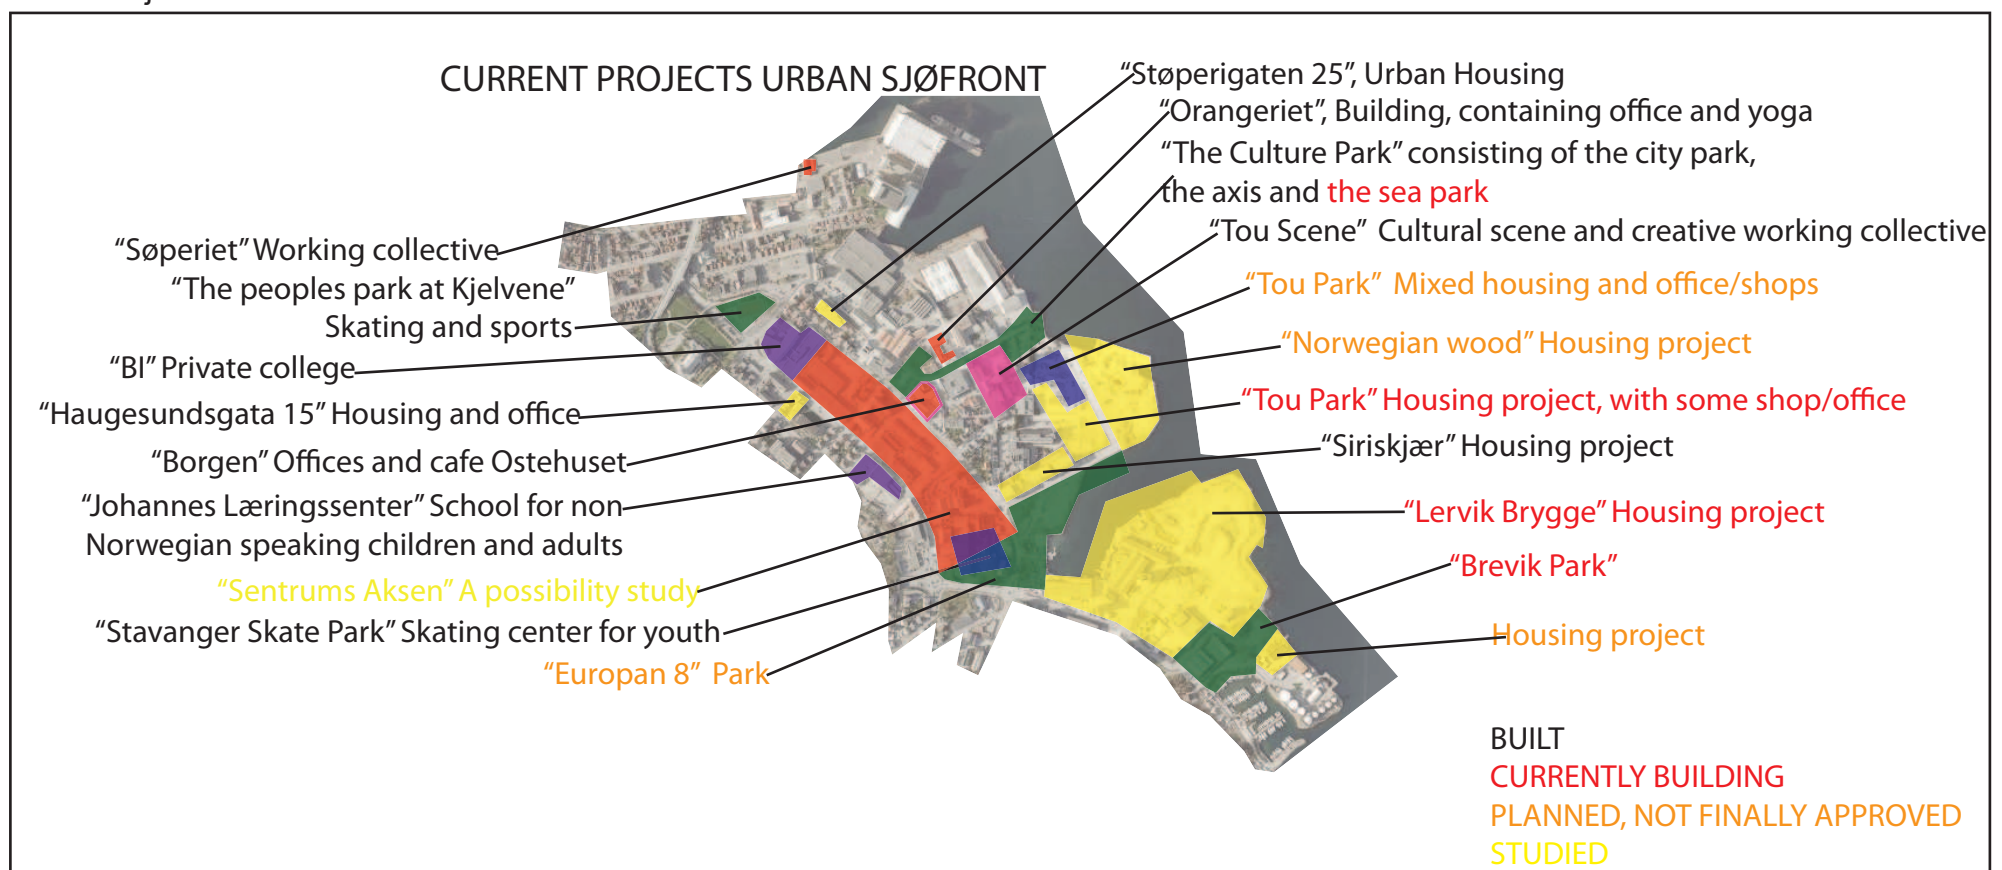 CURRENT PROJECTS URBAN SJØFRONT
“Støperigaten 25”, Urban Housing
“Orangeriet”, Building, containing office and yoga
“The Culture Park” consisting of the city park,
the axis and the sea park
“Tou Scene” Cultural scene and creative working collective
“Tou Park” Mixed housing and office/shops
“Norwegian wood” Housing project
“Tou Park” Housing project, with some shop/office
“Siriskjær” Housing project
“Lervik Brygge” Housing project
“Brevik Park”
Housing project
“Søperiet” Working collective
“The peoples park at Kjelvene”
Skating and sports
“BI” Private college
“Haugesundsgata 15” Housing and office
“Borgen” Offices and cafe Ostehuset
“Johannes Læringssenter” School for non
Norwegian speaking children and adults
“Sentrums Aksen” A possibility study
“Stavanger Skate Park” Skating center for youth
“Europan 8” Park
BUILT
CURRENTLY BUILDING
PLANNED, NOT FINALLY APPROVED
STUDIED